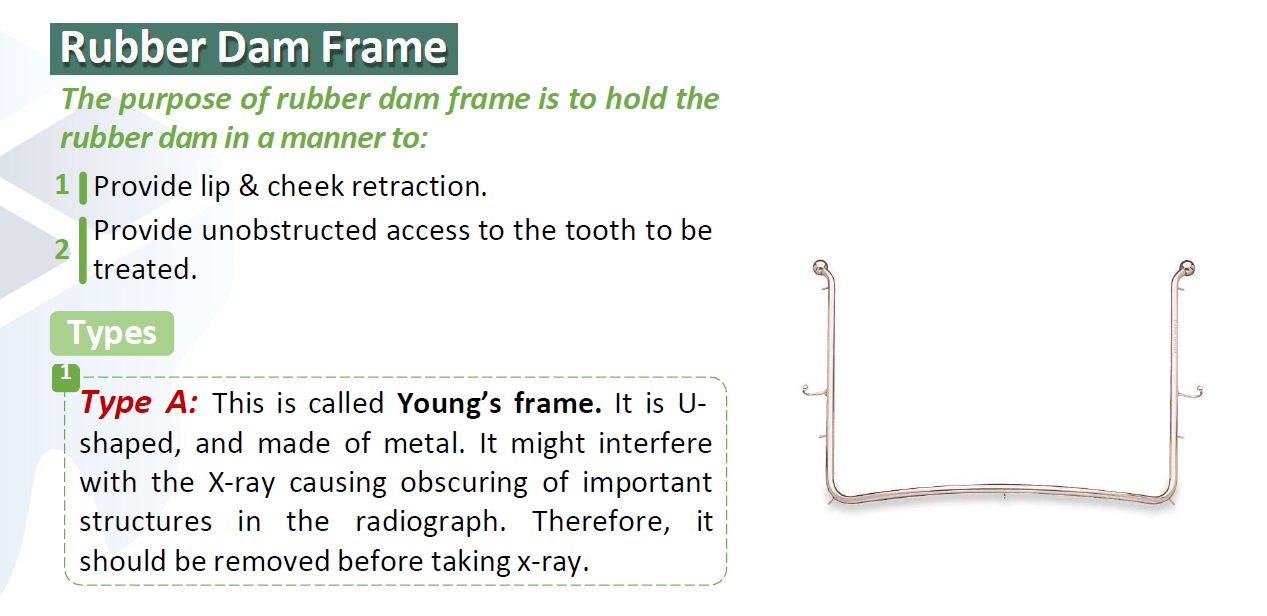 Rubber Dam Frame
The purpose of rubber dam frame is to hold the
rubber dam in a manner to:
1 Provide lip & cheek retraction.
2 Provide unobstructed access to the tooth to be
treated.
Types
1
Type A: This is called Young’s frame. It is U-
shaped, and made of metal. It might interfere
with the X-ray causing obscuring of important
structures in the radiograph. Therefore, it
should be removed before taking x-ray.